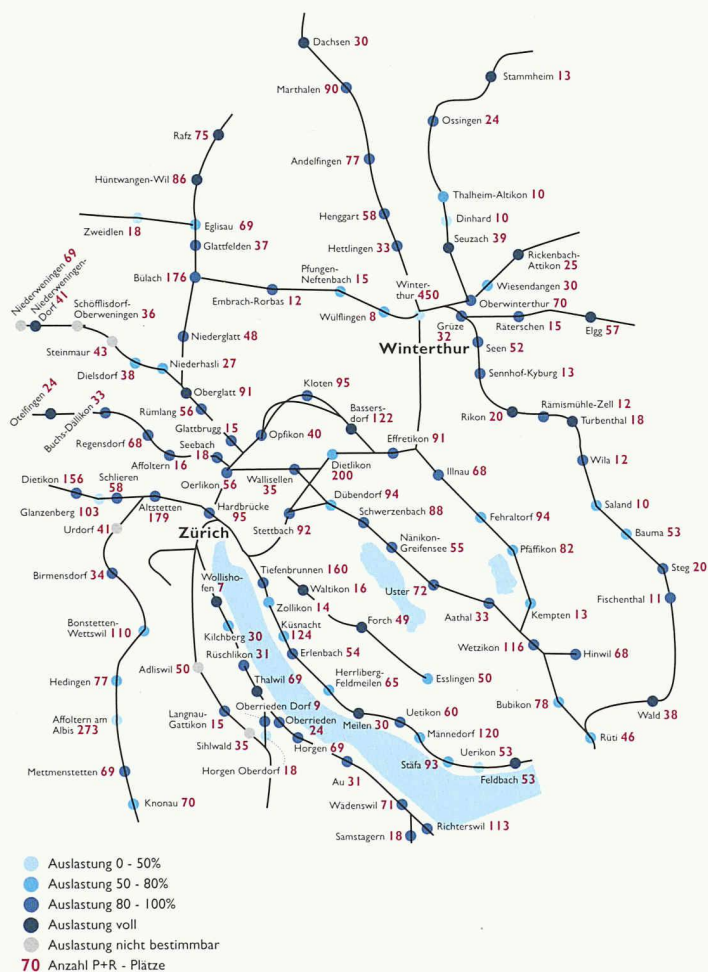 Dachsen 30
Stammheim 13
Marthalen 90
Ossingen 24
Rafz 75
Andelfingen 77
Hüntwangen-Wil 86
Thalheim-Altikon 10
Henggart 58
Dinhard 10
Zweidlen 18
Eglisau 69
Glattfelden 37
Hettlingen 33
Seuzach 39
Rickenbach-
Attikon 25
Niederweningen 69
Niederweningen-
Dorf 41
Bülach 176
Pfungen-
Neftenbach 15
Winter-
thur 450
Wiesendangen 30
Schöfflisdorf-
Oberweningen 36
Embrach-Rorbas 12
Oberwinterthur 70
Wülflingen 8
Grüze
32
Räterschen 15
Elgg 57
Steinmaur 43
Niederglatt 48
Winterthur
Seen 52
Dielsdorf 38
Niederhasli 27
Sennhof-Kyburg 13
Otelfingen 24
Buchs-Dällikon 33
Oberglatt 91
Kloten 95
Rümlang 56
Bassers-
dorf 122
Rikon 20
Rämismühle-Zell 12
Turbenthal 18
Glattbrugg 15
Regensdorf 68
Seebach
18
Opfikon 40
Effretikon 91
Affoltern 16
Wila 12
Oerlikon 56
Wallisellen
35
Dietlikon
200
Illnau 68
Dietikon 156
Schlieren
58
Dübendorf 94
Saland 10
Glanzenberg 103
Altstetten
179
Hardbrücke
95
Stettbach 92
Schwerzenbach 88
Fehraltorf 94
Urdorf 41
Zürich
Bauma 53
Nänikon-
Greifensee 55
Pfäffikon 82
Birmensdorf 34
Wollisho-
fen 7
Tiefenbrunnen 160
Waltikon 16
Steg 20
Uster 72
Fischenthal 11
Zollikon 14
Forch 49
Aathal 33
Kempten 13
Bonstetten-
Wettswil 110
Kilchberg 30
Küsnacht
124
Rüschlikon 31
Erlenbach 54
Wetzikon 116
Hinwil 68
Adliswil 50
Thalwil 69
Herrliberg-
Feldmeilen 65
Esslingen 50
Hedingen 77
Bubikon 78
Wald 38
Langnau-
Gattikon 15
Oberrieden Dorf 9
Oberrieden
24
Meilen 30
Uetikon 60
Affoltern am
Albis 273
Männedorf 120
Rüti 46
Sihlwald 35
Horgen 69
Uerikon 53
Stäfa 93
Mettmenstetten 69
Horgen Oberdorf 18
Au 31
Feldbach 53
Knonau 70
Wädenswil 71
Richterswil 113
Samstagern 18
Auslastung 0 - 50%
Auslastung 50 - 80%
Auslastung 80 - 100%
Auslastung voll
Auslastung nicht bestimmbar
70 Anzahl P+R - Plätze